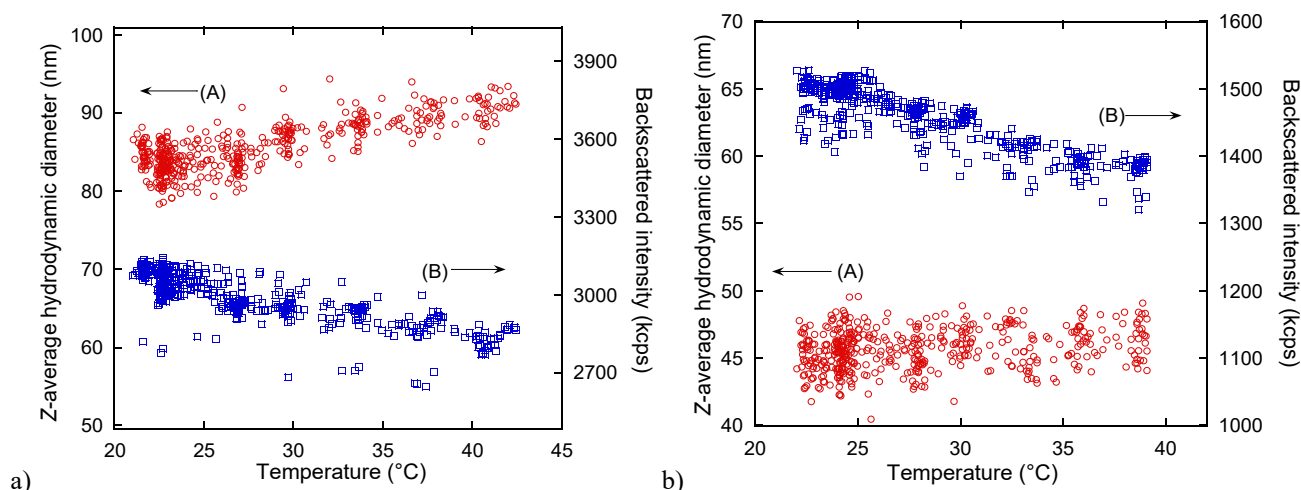 100
90
80
70
60
50
Z-average hydrodynamic diameter (nm)
(A)
(B)
3900
3600
3300
3000
2700
Backscattered intensity (kcps)
20 25 30 35 40 45
Temperature (°C)
a)
70
65
60
55
50
45
40
Z-average hydrodynamic diameter (nm)
(B)
(A)
1600
1500
1400
1300
1200
1100
1000
Backscattered intensity (kcps)
20 25 30 35 40
Temperature (°C)
b)